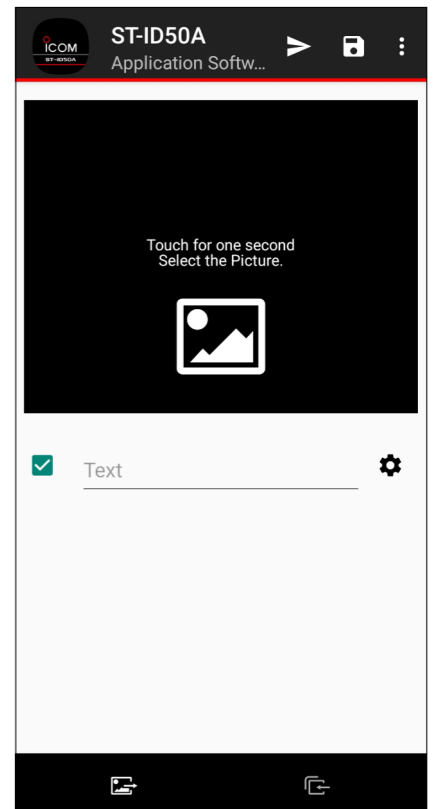 ICOM
ST-ID50A
ST-ID50A
Application Softw...
Touch for one second
Select the Picture.
Text